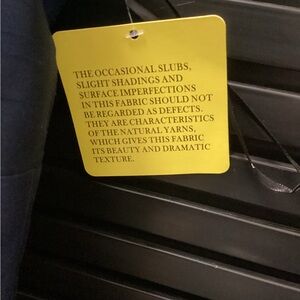 THE OCCASIONAL SLUBS,
SLIGHT SHADINGS AND
SURFACE IMPERFECTIONS
IN THIS FABRIC SHOULD NOT
BE REGARDED AS DEFECTS.
THEY ARE CHARACTERISTICS
OF THE NATURAL YARNS,
WHICH GIVES THIS FABRIC
ITS BEAUTY AND DRAMATIC
TEXTURE.